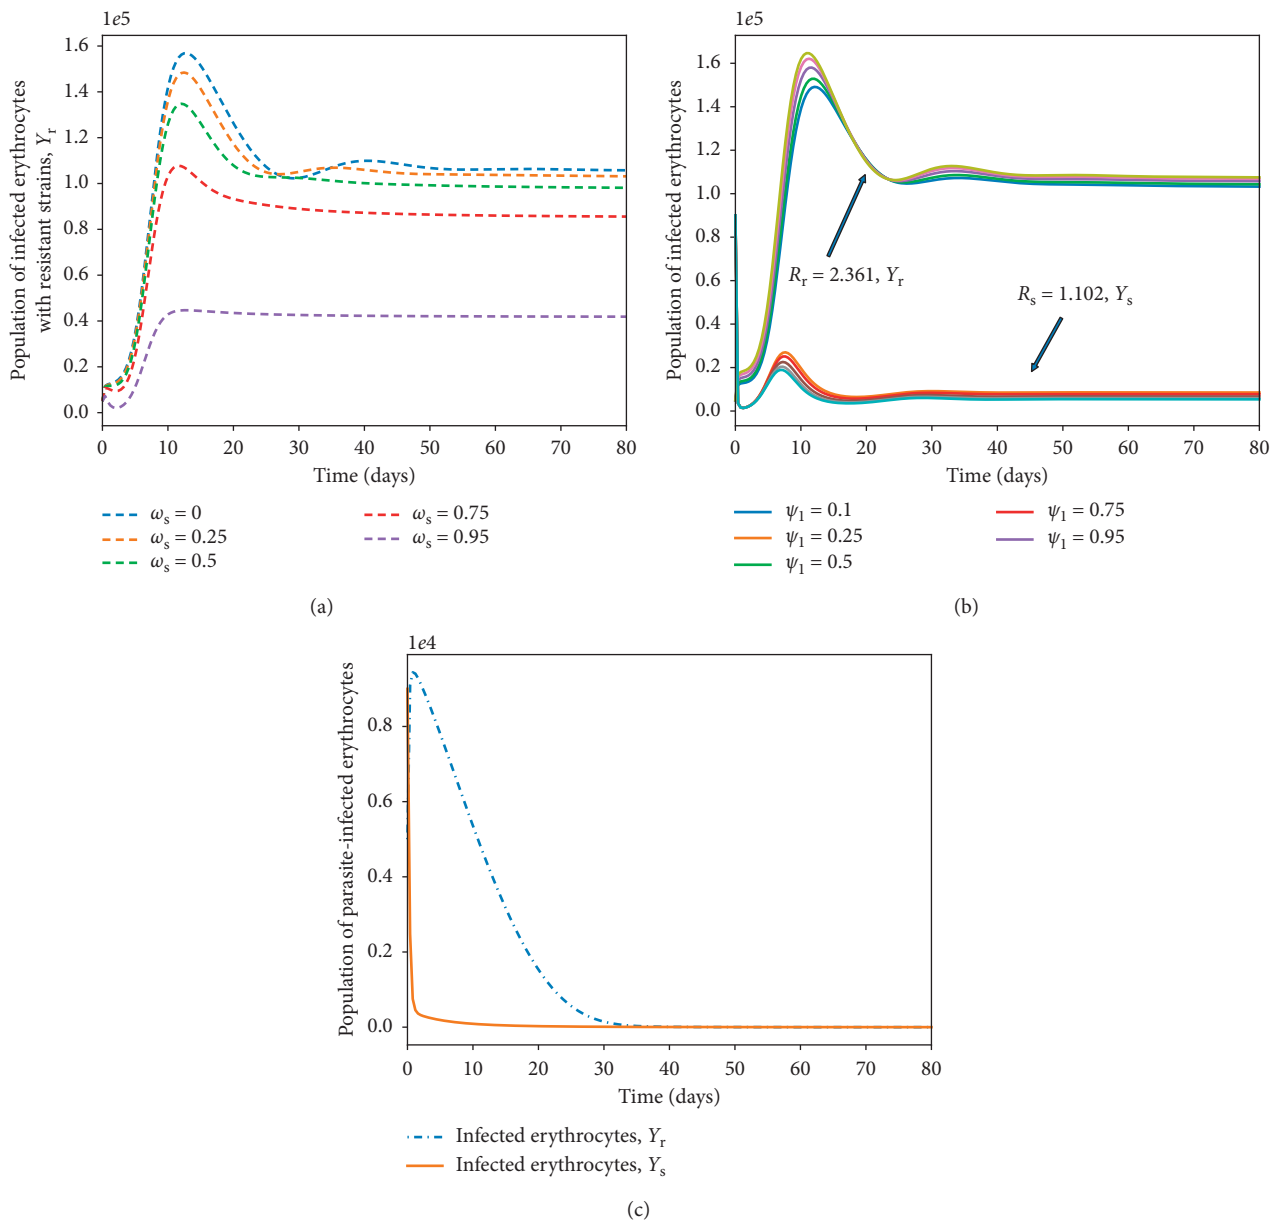 1e5
Population of infected erythrocytes
with resistant strains, Yr
1.6
1.4
1.2
1.0
0.8
0.6
0.4
0.2
0.0
0 10 20 30 40 50 60 70 80
Time (days)
ωs = 0
ωs = 0.25
ωs = 0.5
ωs = 0.75
ωs = 0.95
(a)
1e5
Population of infected erythrocytes
1.6
1.4
1.2
1.0
0.8
0.6
0.4
0.2
0.0
Rr = 2.361, Yr
Rs = 1.102, Ys
0 10 20 30 40 50 60 70 80
Time (days)
ψ1 = 0.1
ψ1 = 0.25
ψ1 = 0.5
ψ1 = 0.75
ψ1 = 0.95
(b)
1e4
Population of parasite-infected erythrocytes
0.8
0.6
0.4
0.2
0.0
0 10 20 30 40 50 60 70 80
Time (days)
Infected erythrocytes, Yr
Infected erythrocytes, Ys
(c)